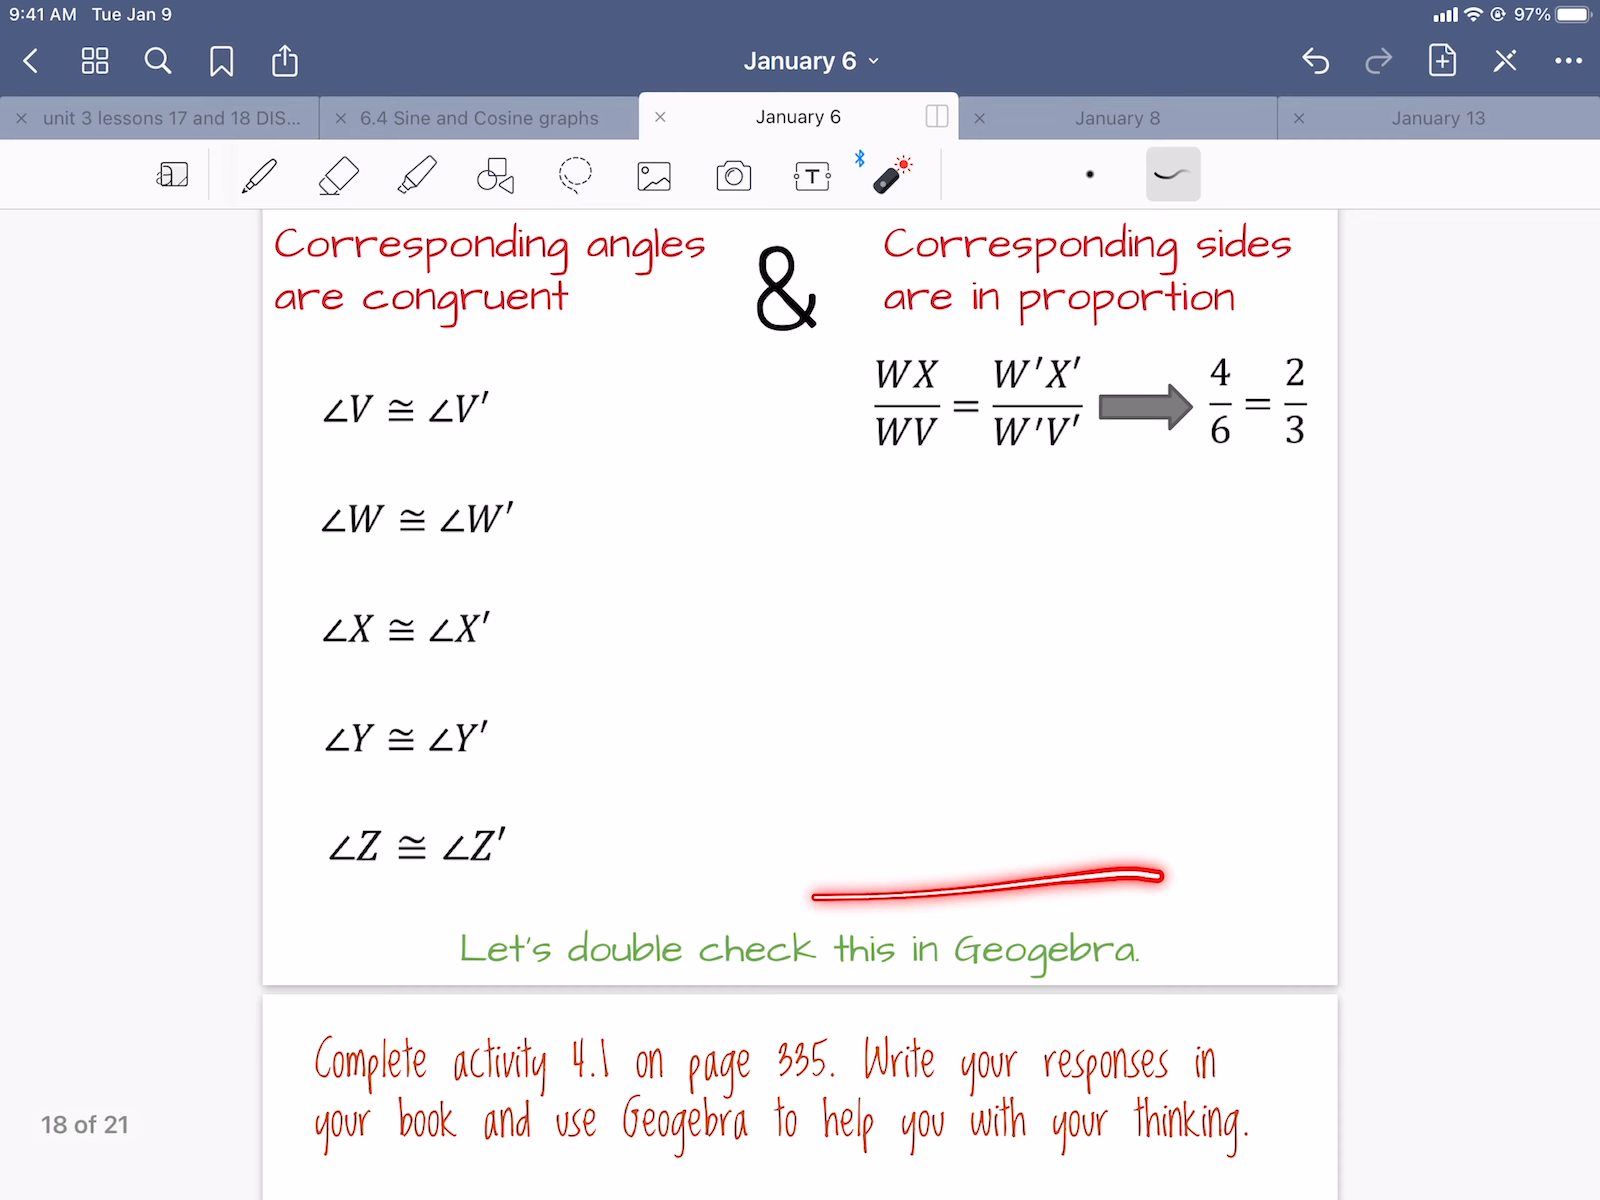 9:41 AM Tue Jan 9 97%
January 6
unit 3 lessons 17 and 18 DIS... 6.4 Sine and Cosine graphs January 6 January 8 January 13
Corresponding angles
are congruent
&
Corresponding sides
are in proportion
WX/WV = W'X'/W'V' 4/6 = 2/3
∠V ≅ ∠V'
∠W ≅ ∠W'
∠X ≅ ∠X'
∠Y ≅ ∠Y'
∠Z ≅ ∠Z'
Let's double check this in Geogebra.
Complete activity 4.1 on page 335. Write your responses in
your book and use Geogebra to help you with your thinking.
18 of 21